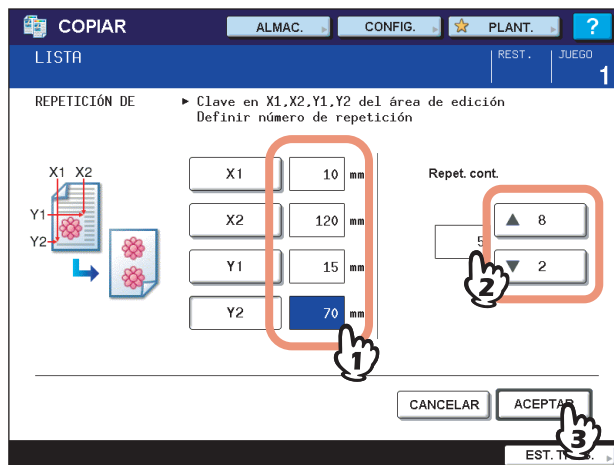 COPIAR
ALMAC.
CONFIG.
PLANT.
?
LISTA
REST.
JUEGO
1
REPETICIÓN DE
Clave en X1,X2,Y1,Y2 del área de edición
Definir número de repetición
X1 X2
Y1
Y2
X1 10 mm
X2 120 mm
Y1 15 mm
Y2 70 mm
Repet. cont.
5
8
2
1
2
CANCELAR
ACEPTAR
3
EST.